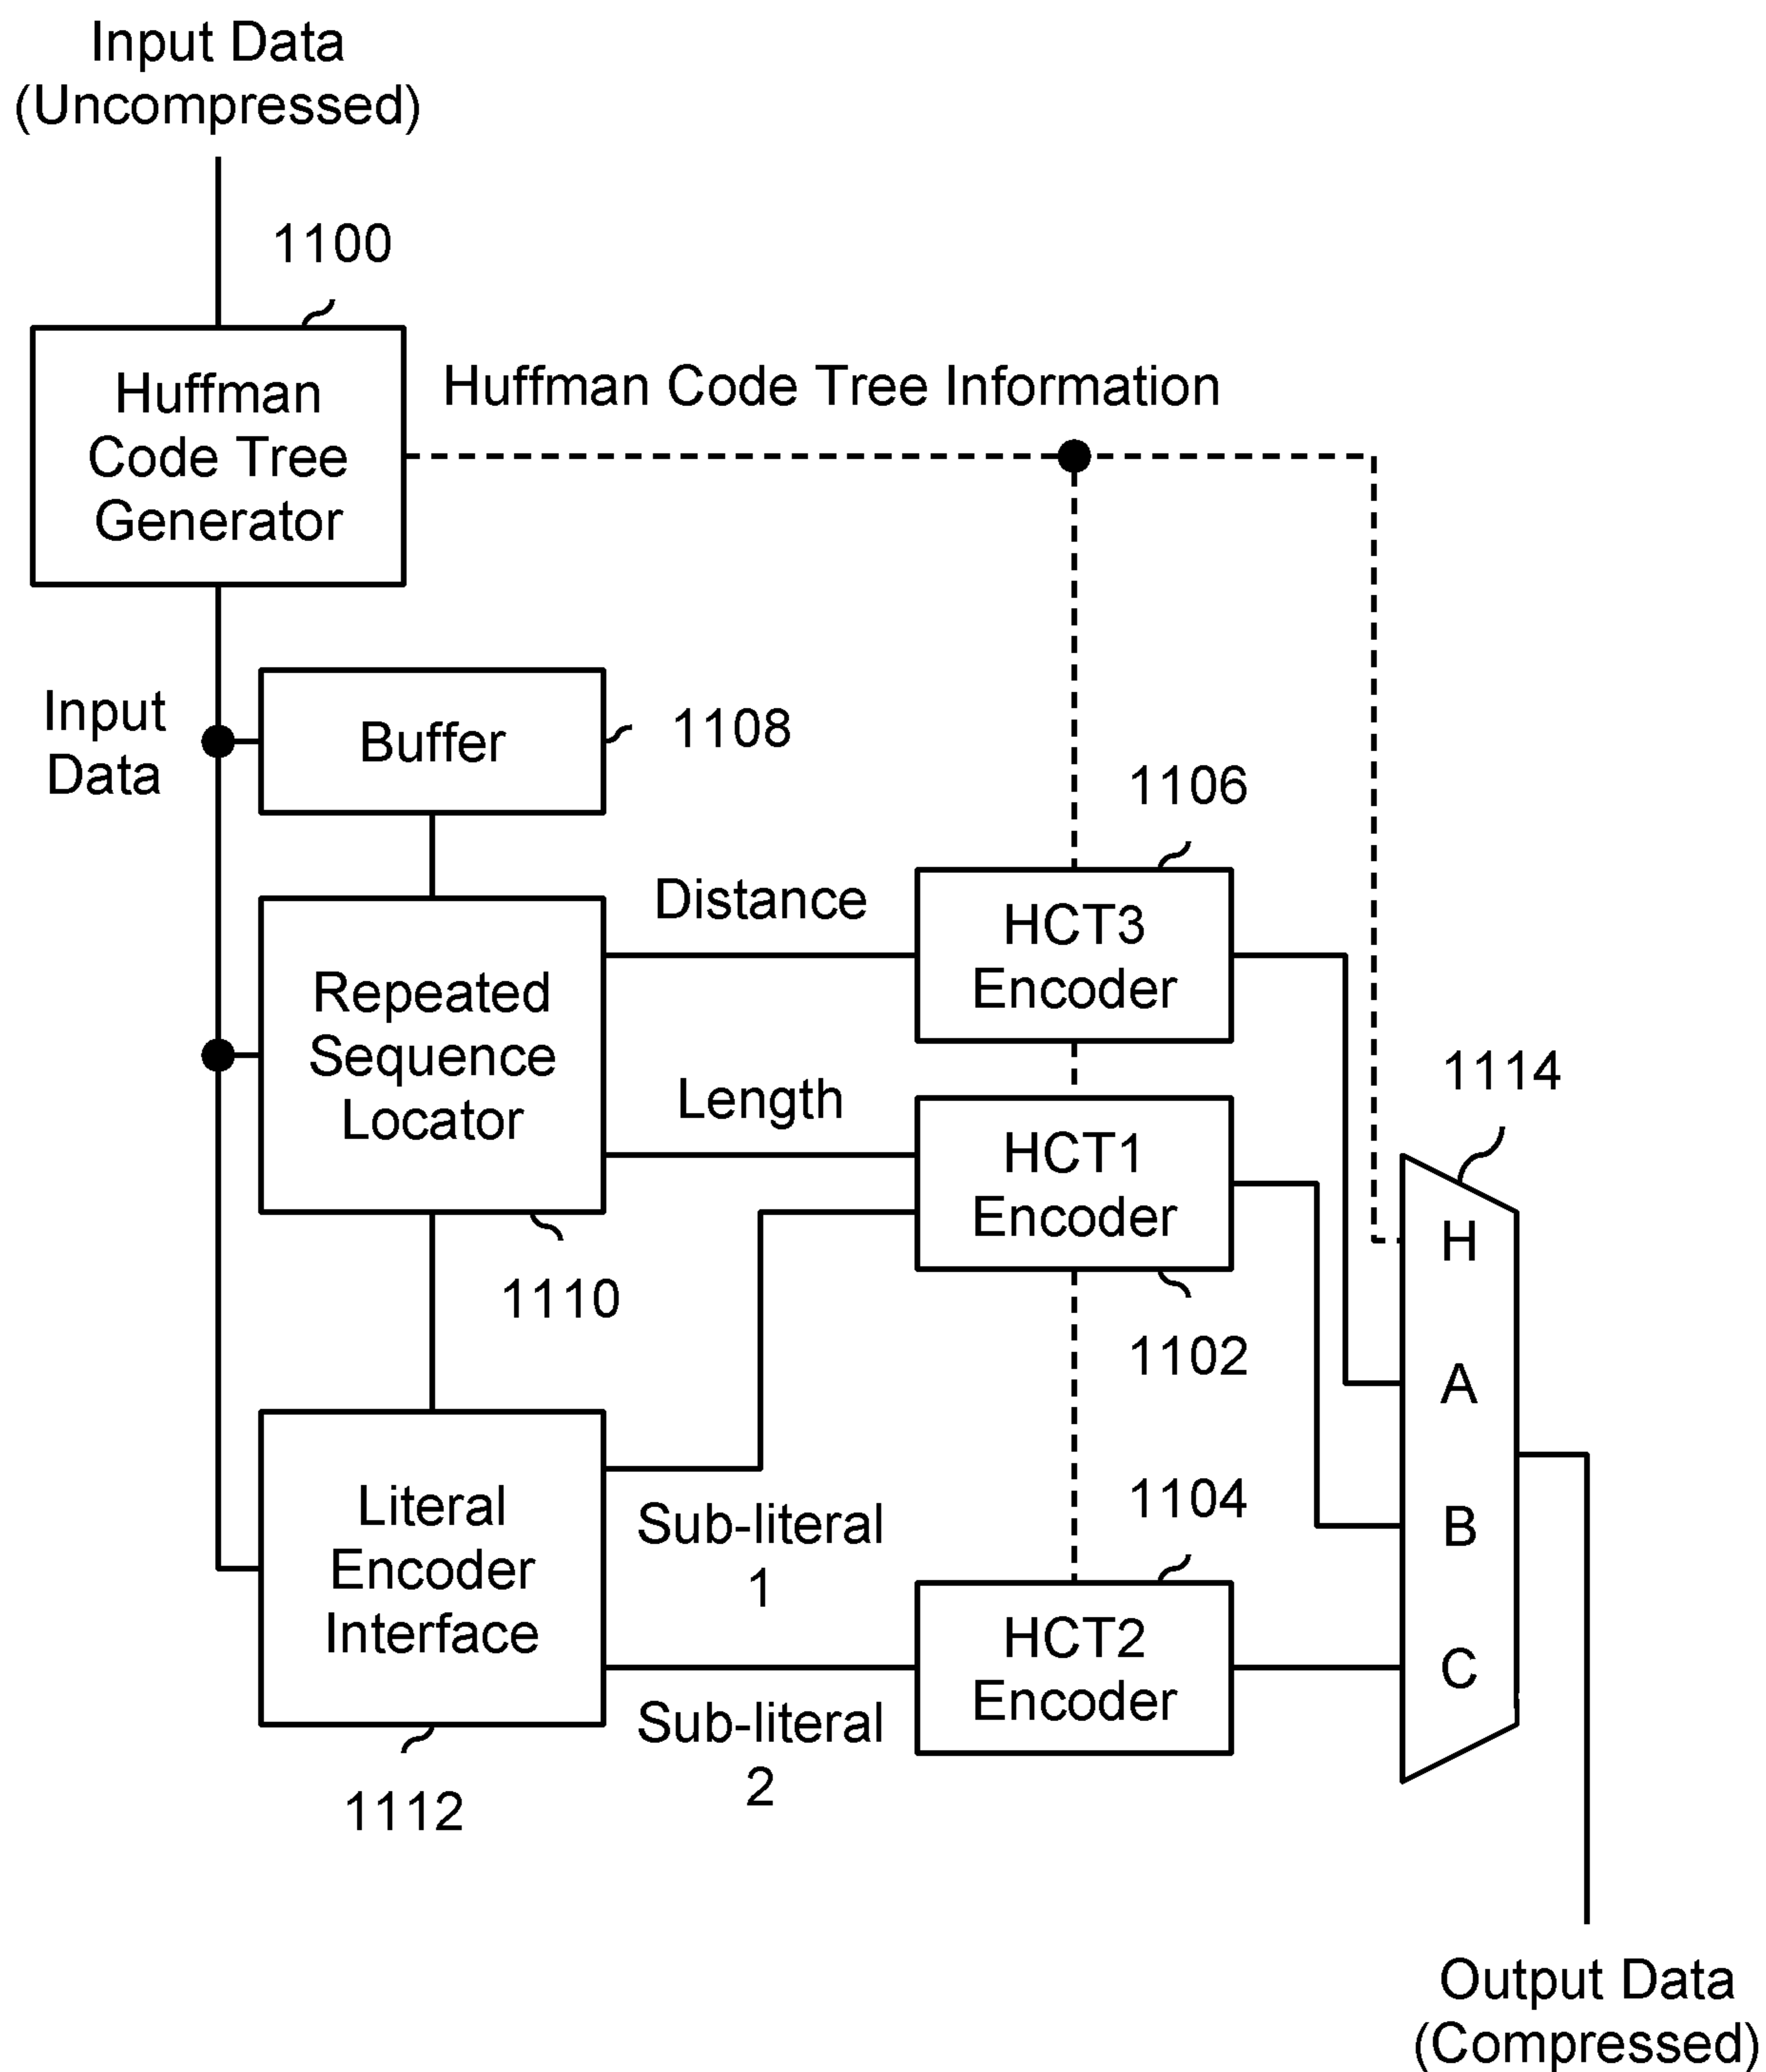 Input Data
(Uncompressed)
1100
Huffman
Code Tree
Generator
Huffman Code Tree Information
Input
Data
Buffer
1108
1106
Distance
HCT3
Encoder
Repeated
Sequence
Locator
Length
HCT1
Encoder
1114
H
A
B
C
1110
1102
1104
Literal
Encoder
Interface
Sub-literal
1
HCT2
Encoder
Sub-literal
2
1112
Output Data
(Compressed)